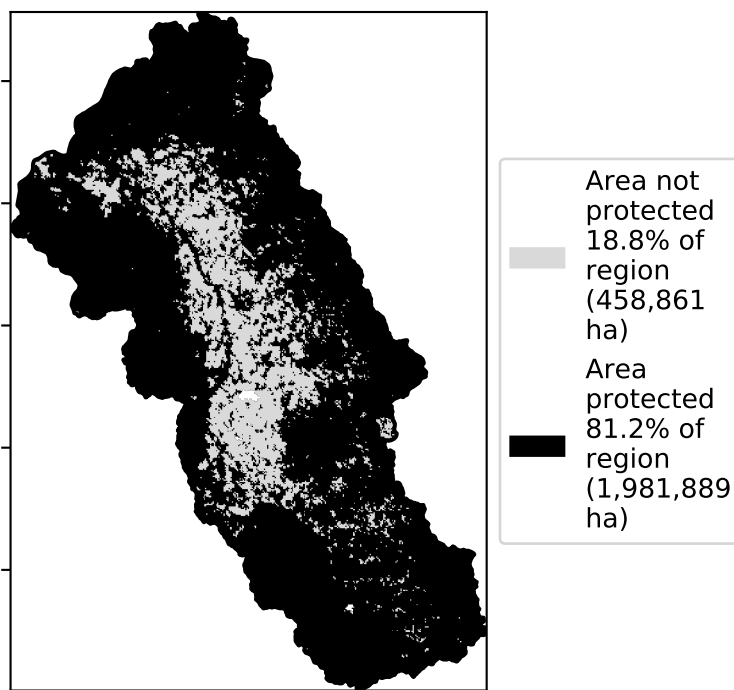 Area not
protected
18.8% of
region
(458,861
ha)
Area
protected
81.2% of
region
(1,981,889
ha)